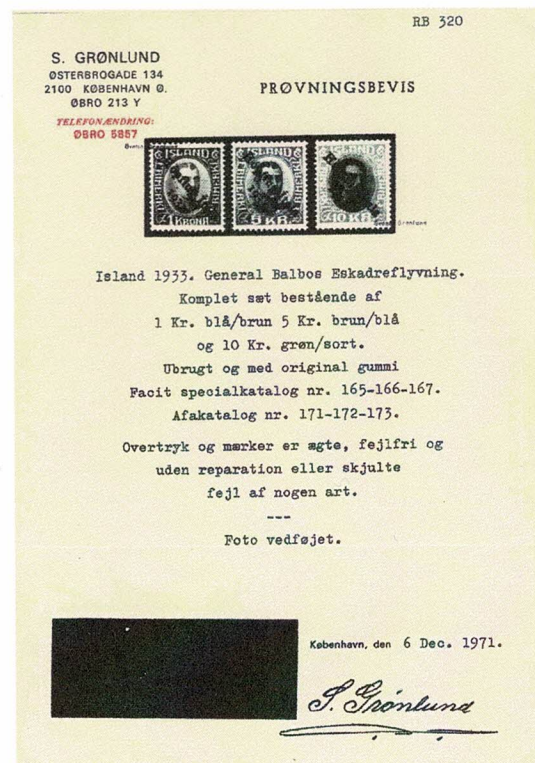 RB 320
S. GRØNLUND
ØSTERBROGADE 134
2100 KØBENHAVN Ø.
ØBRO 213 Y
TELEFONÆNDRING:
ØBRO 5857
PRØVNINGSBEVIS
ISLAND ISLAND ISLAND
1 KRONA 5 KR. 10 KR.
Island 1933. General Balbos Eskadreflyvning.
Komplet sæt bestående af
1 Kr. blå/brun 5 Kr. brun/blå
og 10 Kr. grøn/sort.
Ubrugt og med original gummi
Facit specialkatalog nr. 165-166-167.
Afakatalog nr. 171-172-173.
Overtryk og mærker er ægte, fejlfri og
uden reparation eller skjulte
fejl af nogen art.
---
Foto vedføjet.
København, den 6 Dec. 1971.
S. Grønlund